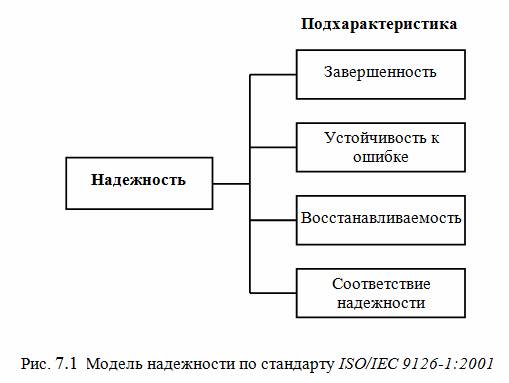 Подхарактеристика
Завершенность
Устойчивость к
ошибке
Надежность
Восстанавливаемость
Соответствие
надежности
Рис. 7.1 Модель надежности по стандарту ISO/IEC 9126-1:2001